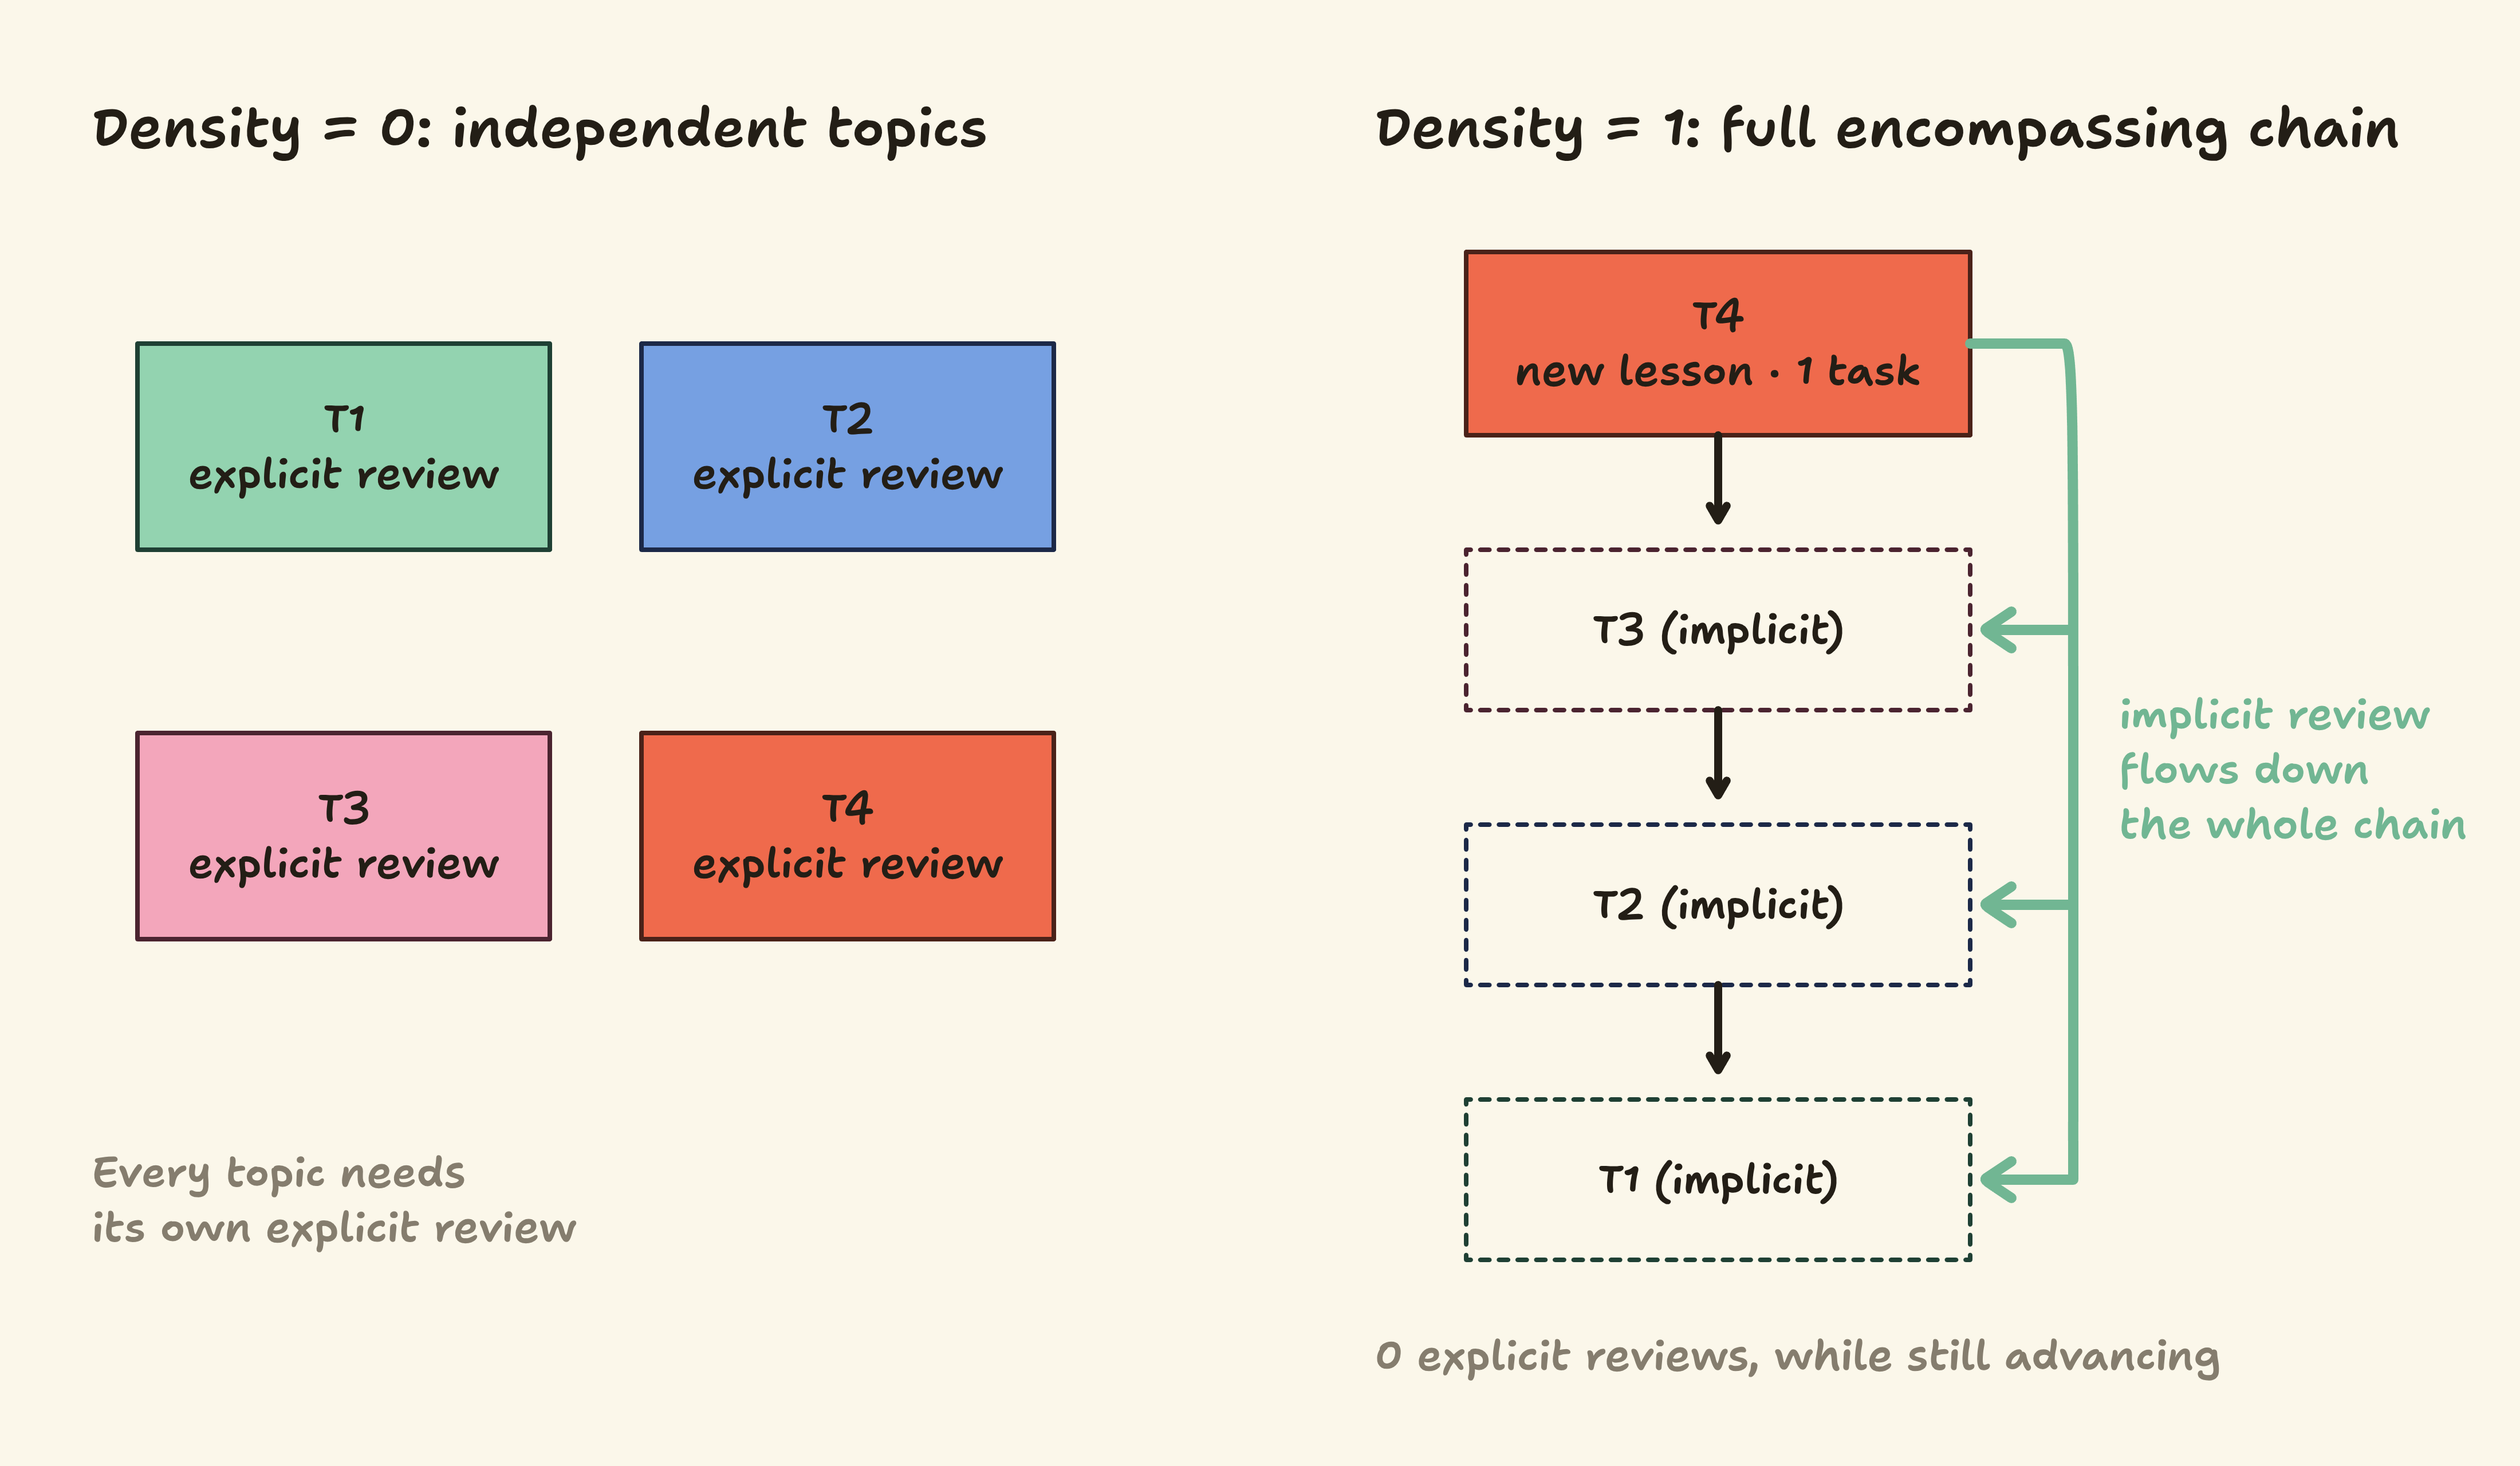 Density = 0: independent topics
T1
explicit review
T2
explicit review
T3
explicit review
T4
explicit review
Every topic needs
its own explicit review
Density = 1: full encompassing chain
T4
new lesson · 1 task
T3 (implicit)
T2 (implicit)
T1 (implicit)
implicit review
flows down
the whole chain
0 explicit reviews, while still advancing